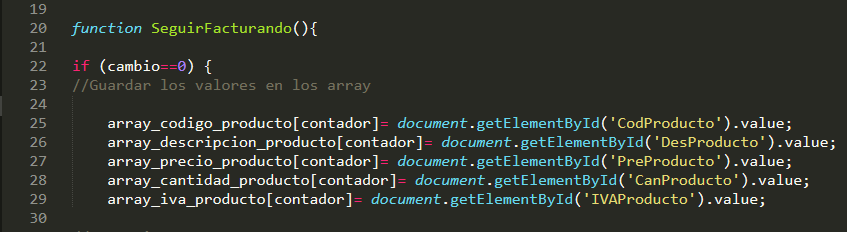 19
20 function SeguirFacturando(){
21
22 if (cambio==0) {
23 //Guardar los valores en los array
24
25 array_codigo_producto[contador]= document.getElementById('CodProducto').value;
26 array_descripcion_producto[contador]= document.getElementById('DesProducto').value;
27 array_precio_producto[contador]= document.getElementById('PreProducto').value;
28 array_cantidad_producto[contador]= document.getElementById('CanProducto').value;
29 array_iva_producto[contador]= document.getElementById('IVAProducto').value;
30